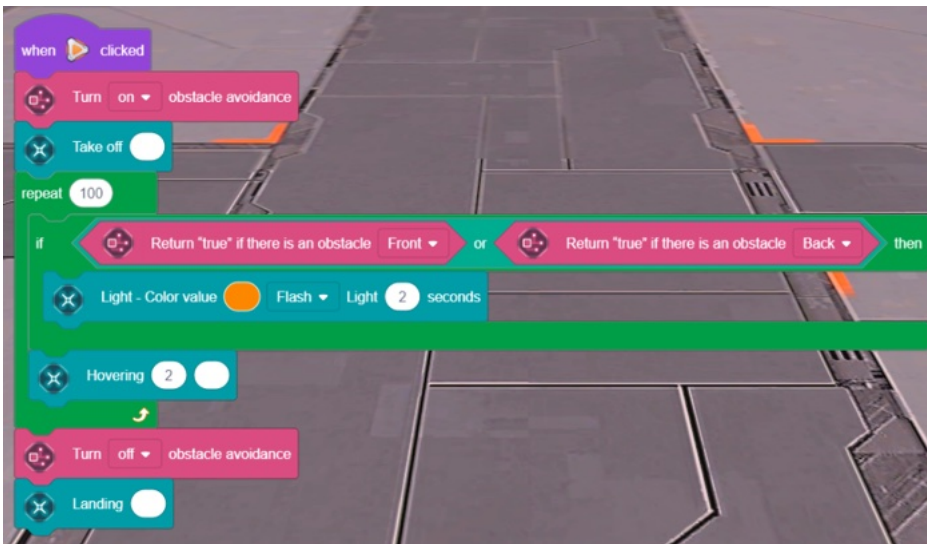 when clicked
Turn on obstacle avoidance
Take off
repeat 100
if Return "true" if there is an obstacle Front or Return "true" if there is an obstacle Back then
Light - Color value Flash Light 2 seconds
Hovering 2
Turn off obstacle avoidance
Landing